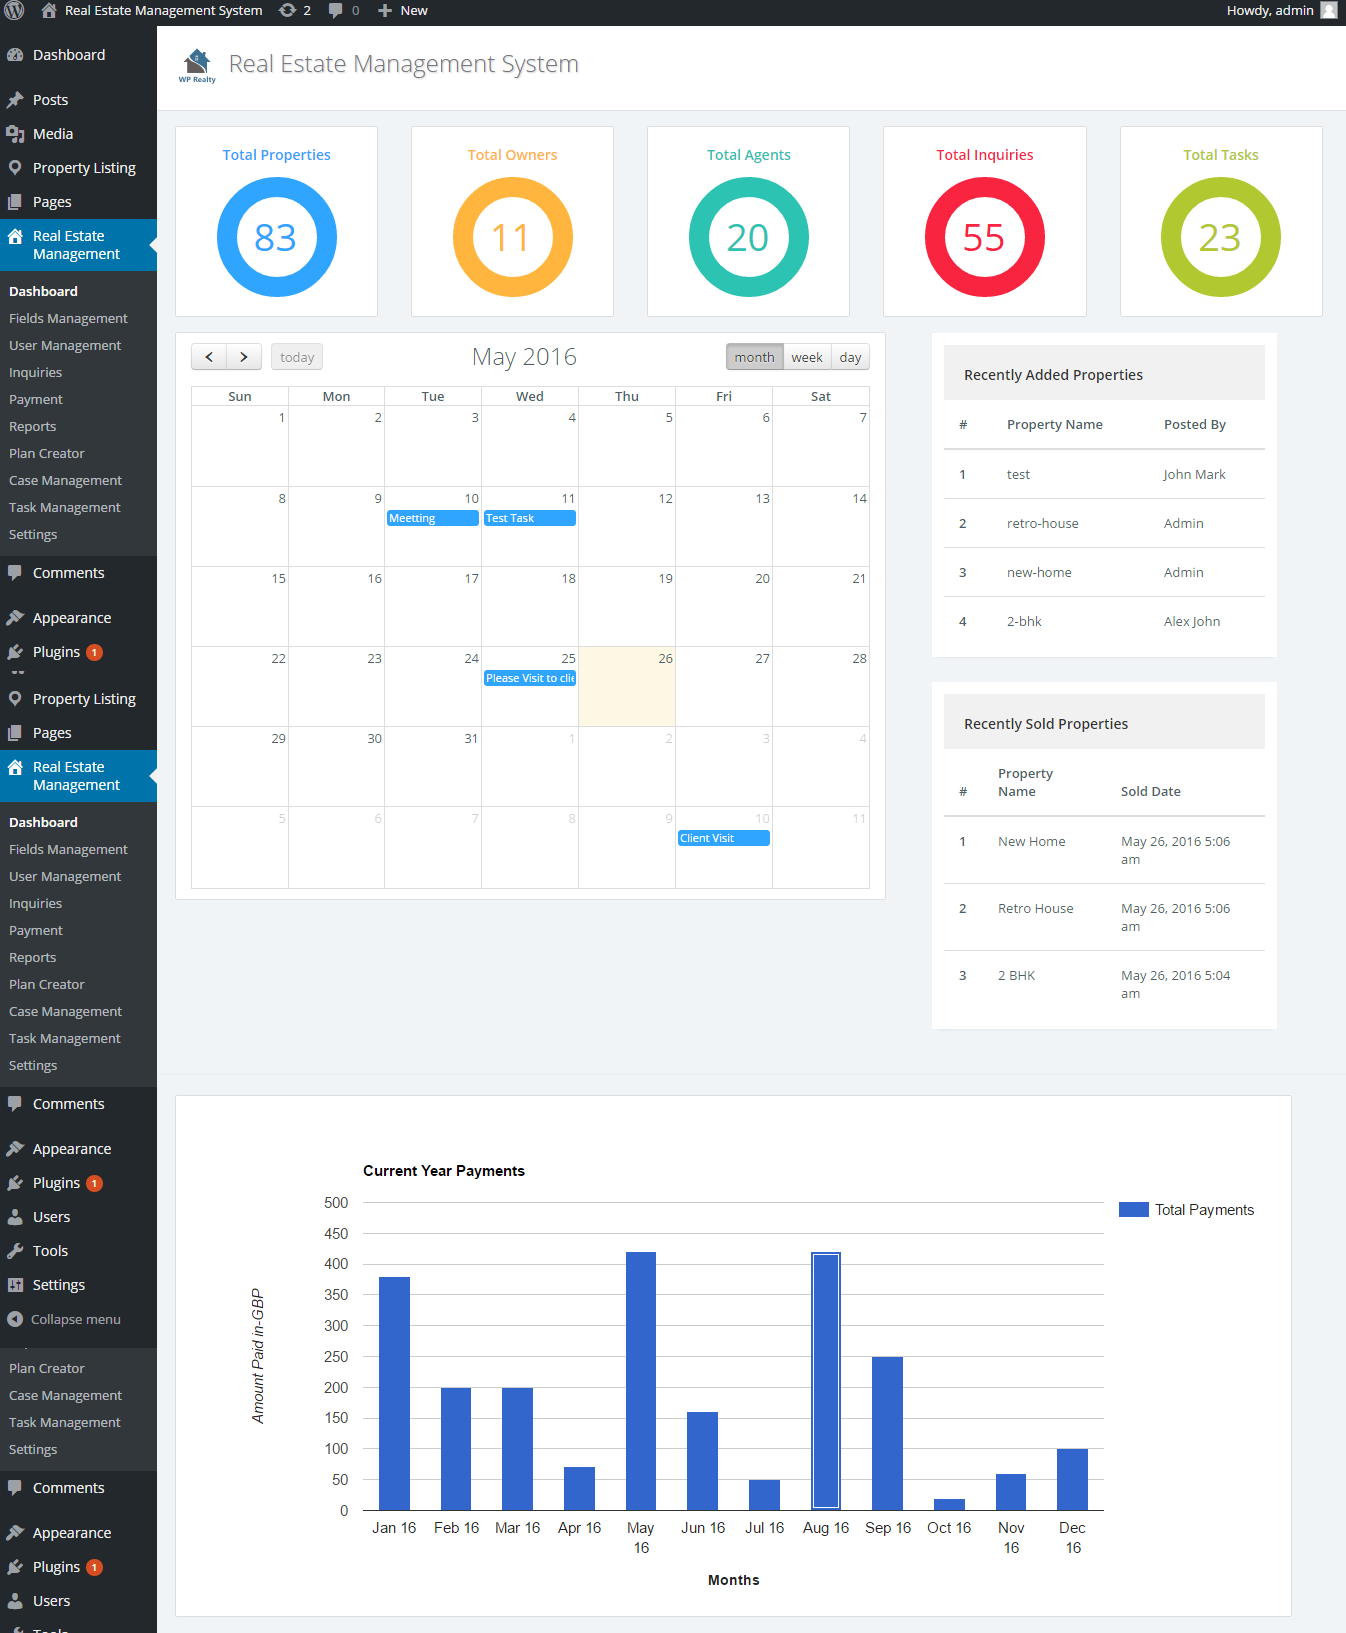 Real Estate Management System 2 0 New Howdy, admin
Dashboard
Posts
Media
Property Listing
Pages
Real Estate
Management
Dashboard
Fields Management
User Management
Inquiries
Payment
Reports
Plan Creator
Case Management
Task Management
Settings
Comments
Appearance
Plugins 1
Property Listing
Pages
Real Estate
Management
Dashboard
Fields Management
User Management
Inquiries
Payment
Reports
Plan Creator
Case Management
Task Management
Settings
Comments
Appearance
Plugins 1
Users
Tools
Settings
Collapse menu
Plan Creator
Case Management
Task Management
Settings
Comments
Appearance
Plugins 1
Users
Tools
WP Realty
Real Estate Management System
Total Properties
83
Total Owners
11
Total Agents
20
Total Inquiries
55
Total Tasks
23
today May 2016 month week day
Sun Mon Tue Wed Thu Fri Sat
1 2 3 4 5 6 7
8 9 10 11 12 13 14
Meetting Test Task
15 16 17 18 19 20 21
22 23 24 25 26 27 28
Please Visit to clie
29 30 31 1 2 3 4
5 6 7 8 9 10 11
Client Visit
Recently Added Properties
# Property Name Posted By
1 test John Mark
2 retro-house Admin
3 new-home Admin
4 2-bhk Alex John
Recently Sold Properties
# Property Name Sold Date
1 New Home May 26, 2016 5:06
am
2 Retro House May 26, 2016 5:06
am
3 2 BHK May 26, 2016 5:04
am
Current Year Payments
Total Payments
Amount Paid in-GBP
500
450
400
350
300
250
200
150
100
50
0
Jan 16 Feb 16 Mar 16 Apr 16 May 16 Jun 16 Jul 16 Aug 16 Sep 16 Oct 16 Nov 16 Dec 16
Months